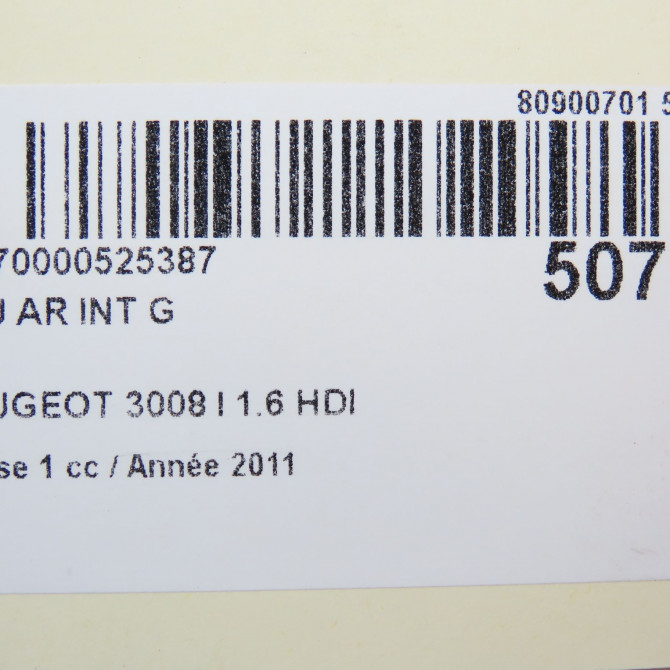 80900701 5
70000525387
507
U AR INT G
UGEOT 3008 I 1.6 HDI
se 1 cc / Année 2011